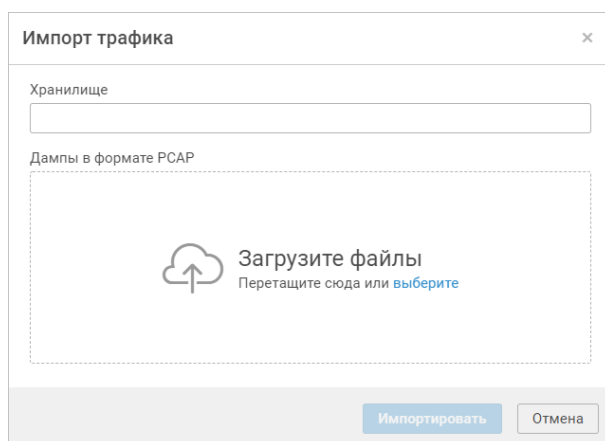 Импорт трафика
Хранилище
Дампы в формате PCAP
Загрузите файлы
Перетащите сюда или выберите
Импортировать
Отмена